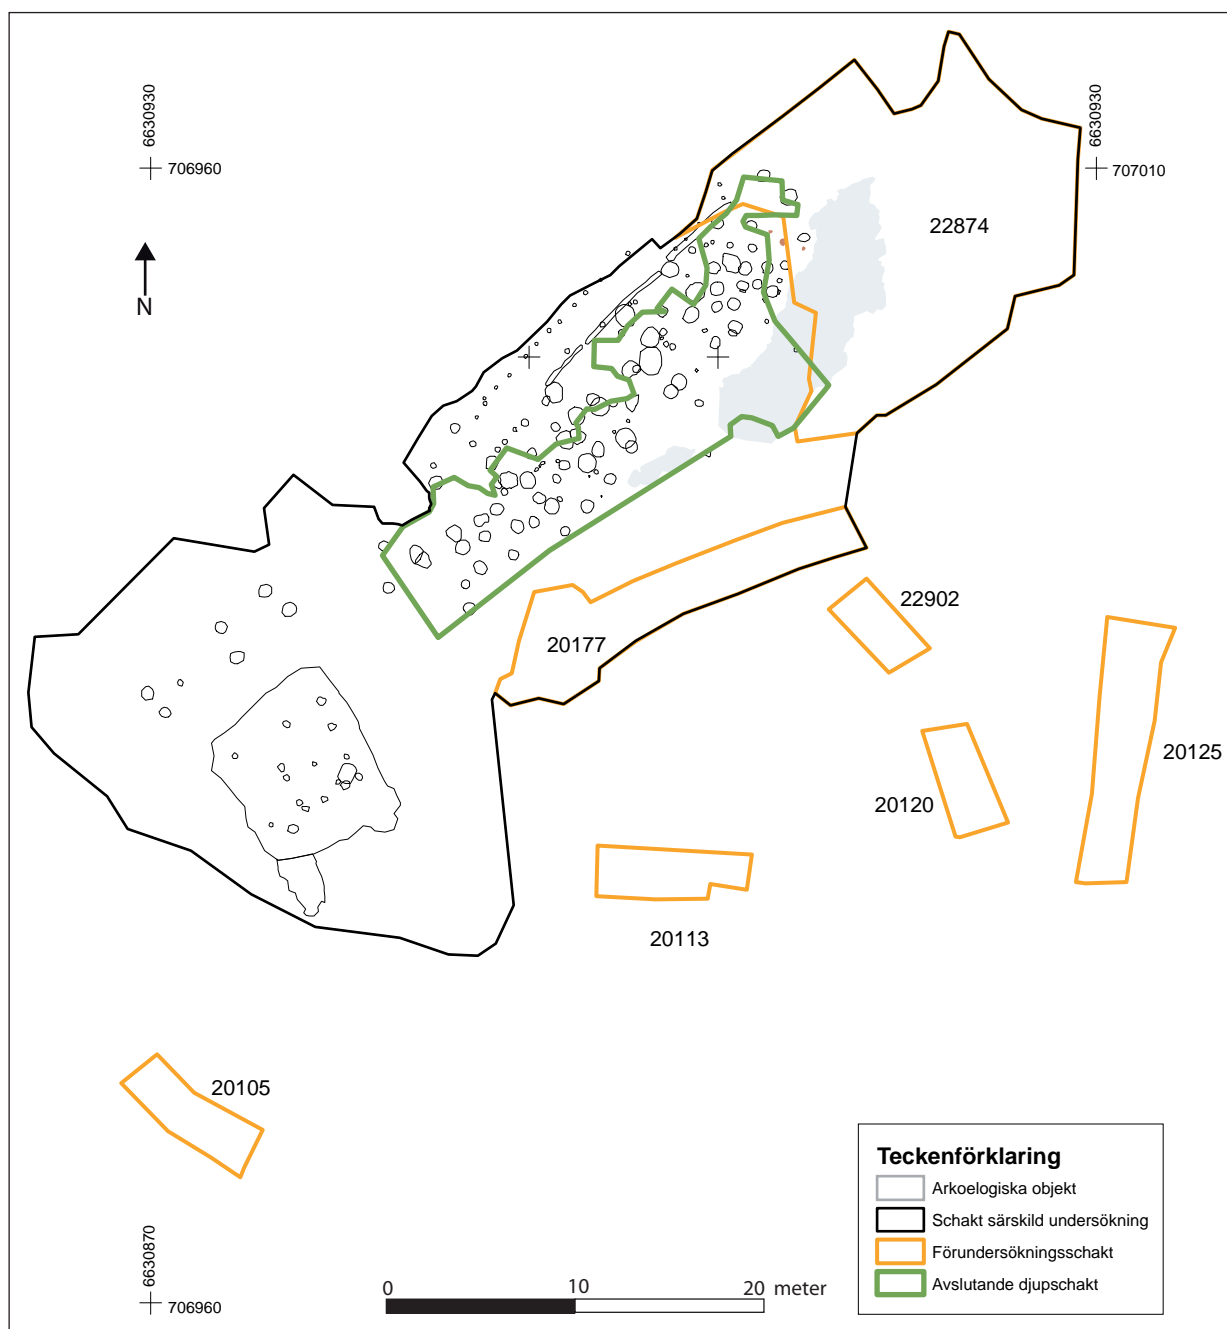 6630930
706960
6630930
707010
N
22874
22902
20177
20125
20120
20113
20105
6630870
706960
0
10
20
meter
Teckenförklaring
Arkoelogiska objekt
Schakt särskild undersökning
Förundersökningsschakt
Avslutande djupschakt